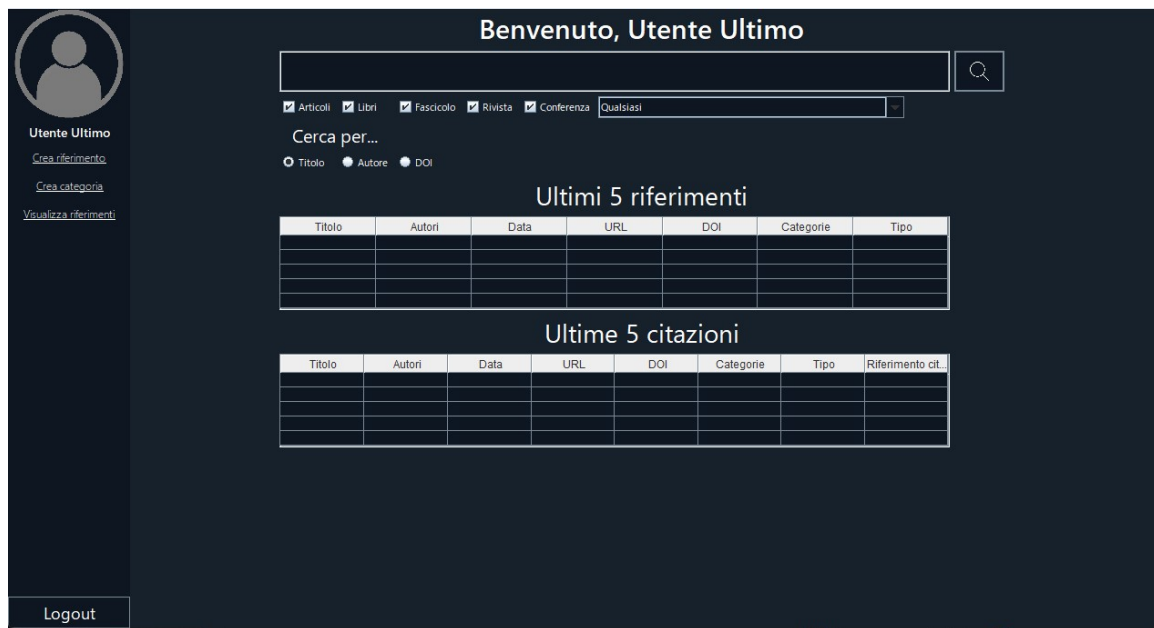 Benvenuto, Utente Ultimo
Articoli Libri Fascicolo Rivista Conferenza Qualsiasi
Utente Ultimo
Crea riferimento
Crea categoria
Visualizza riferimenti
Cerca per...
Titolo Autore DOI
Ultimi 5 riferimenti
Titolo Autori Data URL DOI Categorie Tipo
Ultime 5 citazioni
Titolo Autori Data URL DOI Categorie Tipo Riferimento cit...
Logout